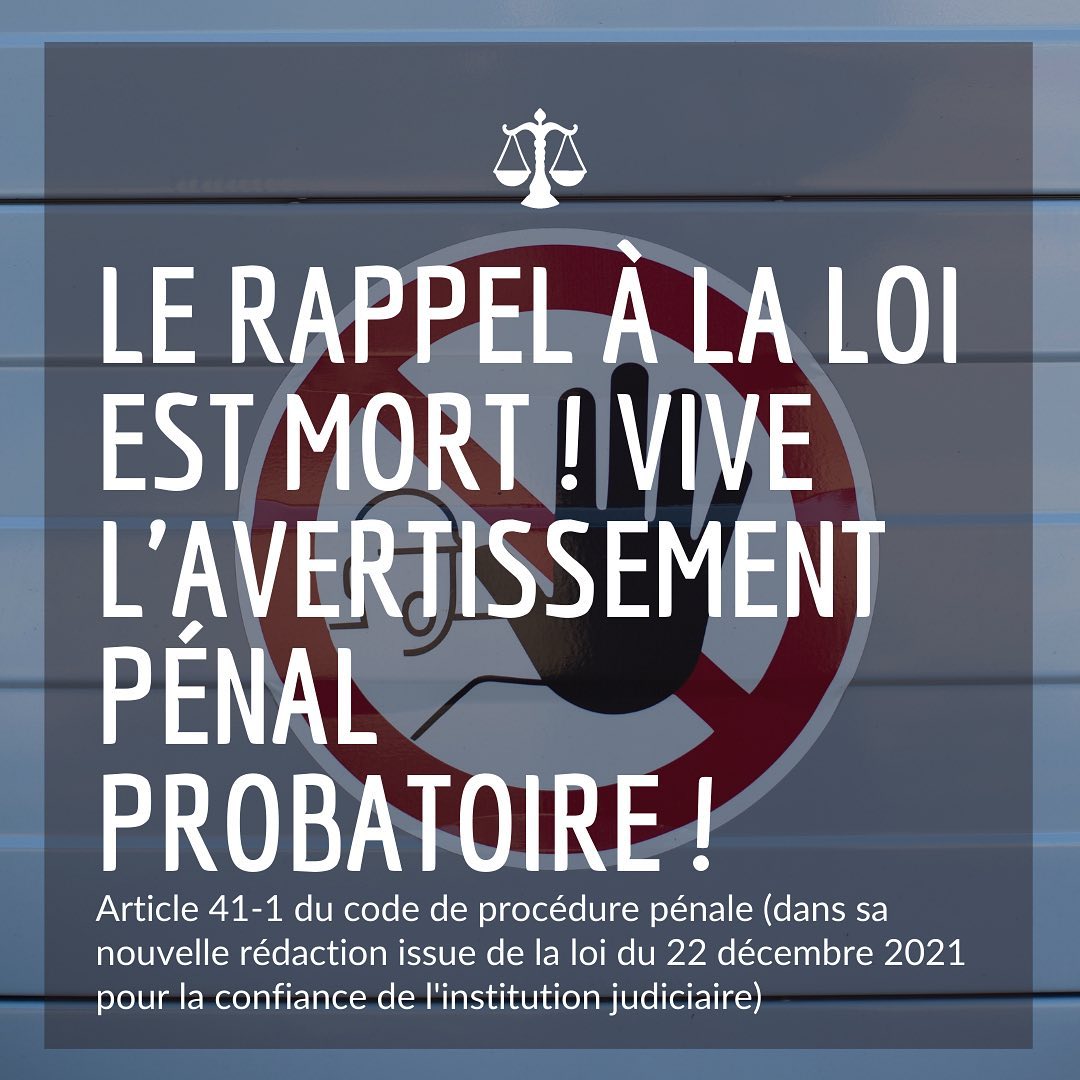 LE RAPPEL À LA LOI
EST MORT ! VIVE
L'AVERTISSEMENT
PÉNAL
PROBATOIRE !
Article 41-1 du code de procédure pénale (dans sa
nouvelle rédaction issue de la loi du 22 décembre 2021
pour la confiance de l'institution judiciaire)